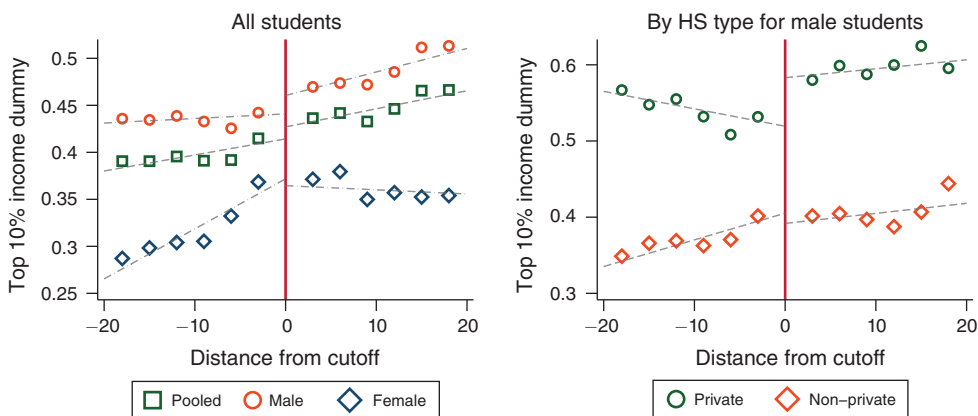 All students
Top 10% income dummy
0.5
0.45
0.4
0.35
0.3
0.25
−20 −10 0 10 20
Distance from cutoff
Pooled Male Female
By HS type for male students
Top 10% income dummy
0.6
0.5
0.4
0.3
−20 −10 0 10 20
Distance from cutoff
Private Non−private